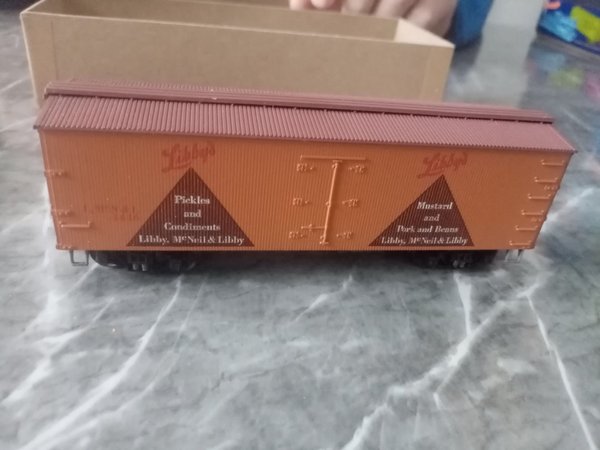 Libby's
Pickles
and
Condiments
Libby, McNeil & Libby
Libby's
Mustard
and
Pork and Beans
Libby, McNeil & Libby